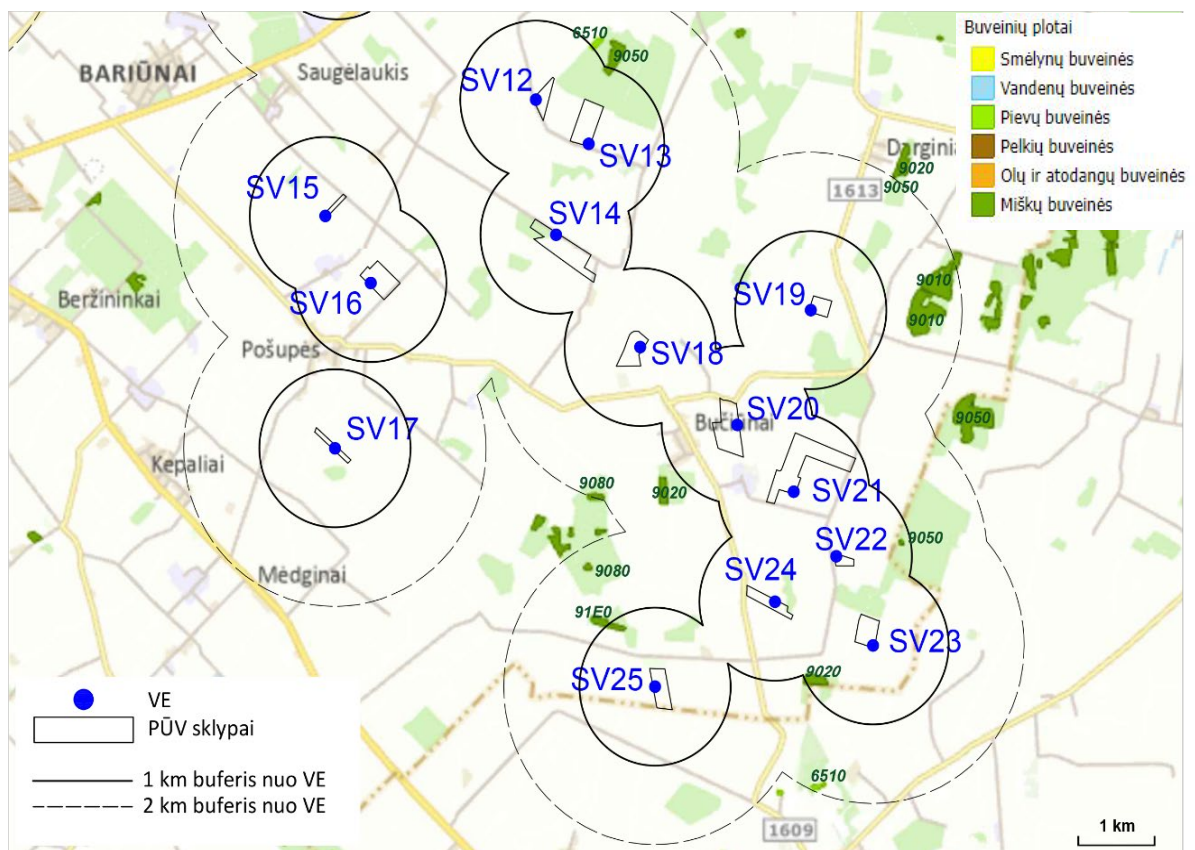 6510
9050
Buveinių plotai
Smėlynų buveinės
Vandenų buveinės
Pievų buveinės
Pelkių buveinės
Olų ir atodangų buveinės
Miškų buveinės
BARIŪNAI
Saugėlaukis
SV12
SV13
Darginia
9020
9050
1613
SV15
SV14
SV16
Beržininkai
9010
9010
SV19
Pošupės
SV18
SV20
Bučiūnai
9050
SV17
Kepaliai
9080
9020
SV21
SV22
9050
Mėdginai
9080
SV24
91E0
SV23
SV25
9020
6510
1609
VE
PŪV sklypai
1 km buferis nuo VE
2 km buferis nuo VE
1 km